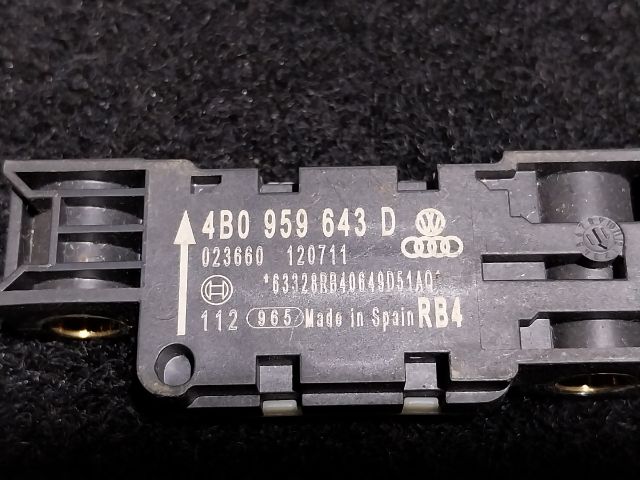 4B0 959 643 D
023660 120711
*63328RB40649D51AQ*
112 965 Made in Spain RB4